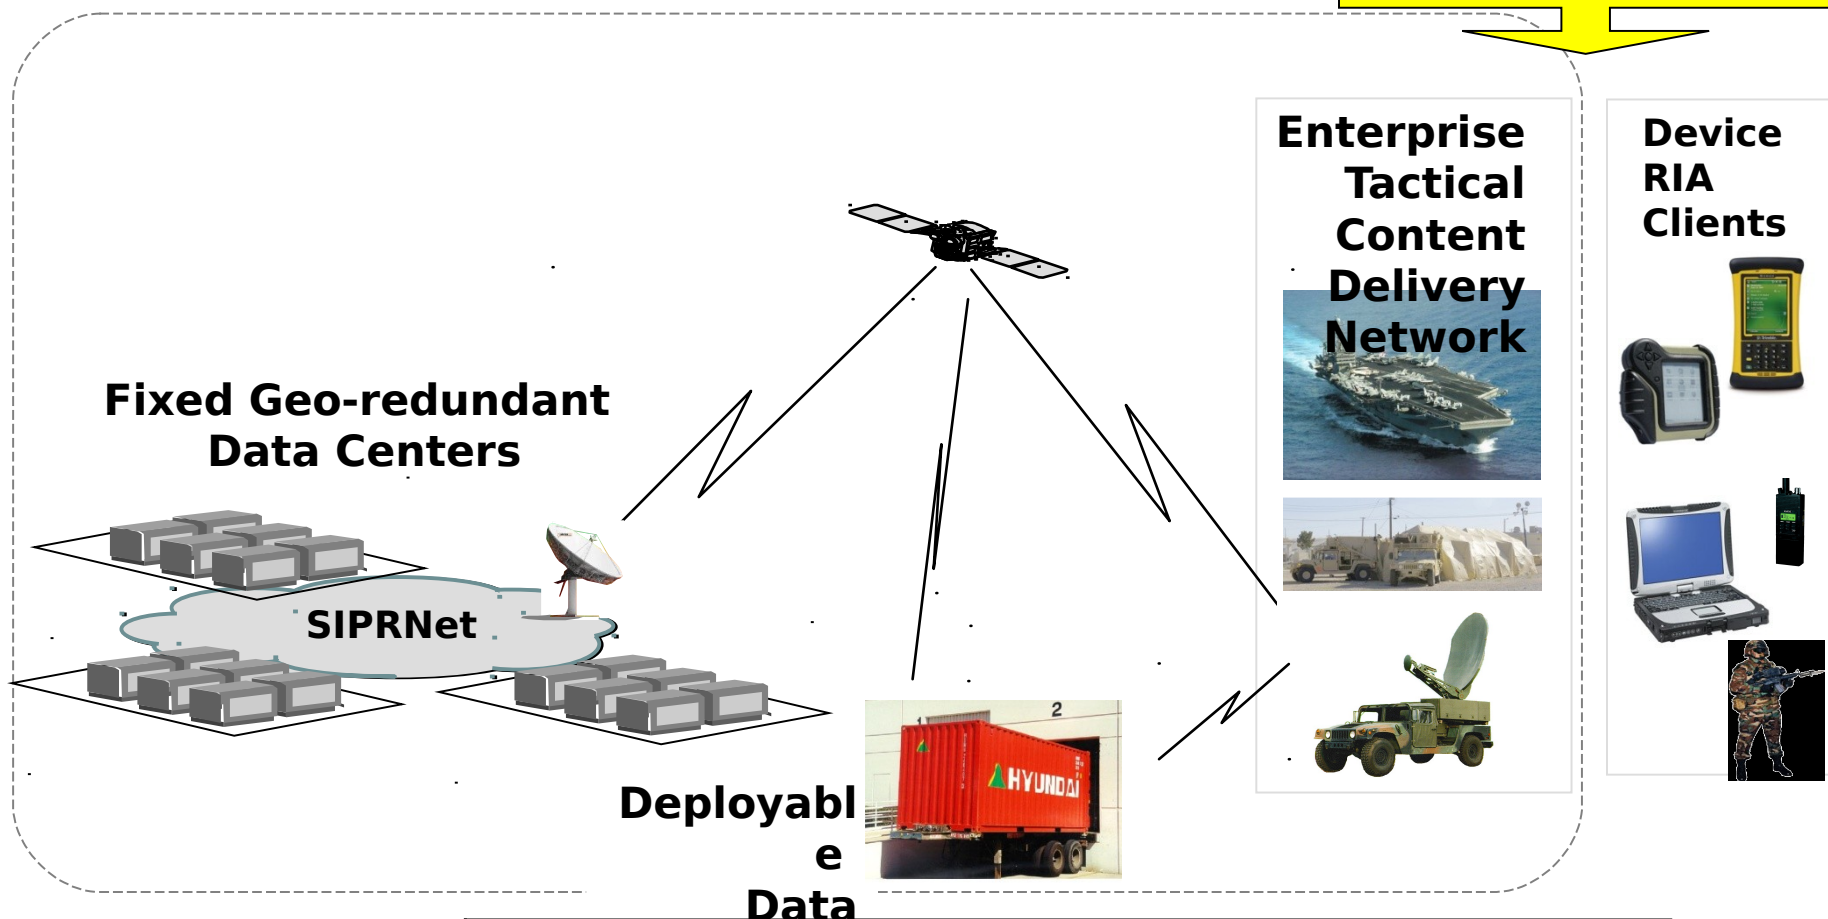 Enterprise
Tactical
Content
Delivery
Network
Device
RIA
Clients
Fixed Geo-redundant
Data Centers
SIPRNet
2
HYUNDAI
Deployabl
e
Data